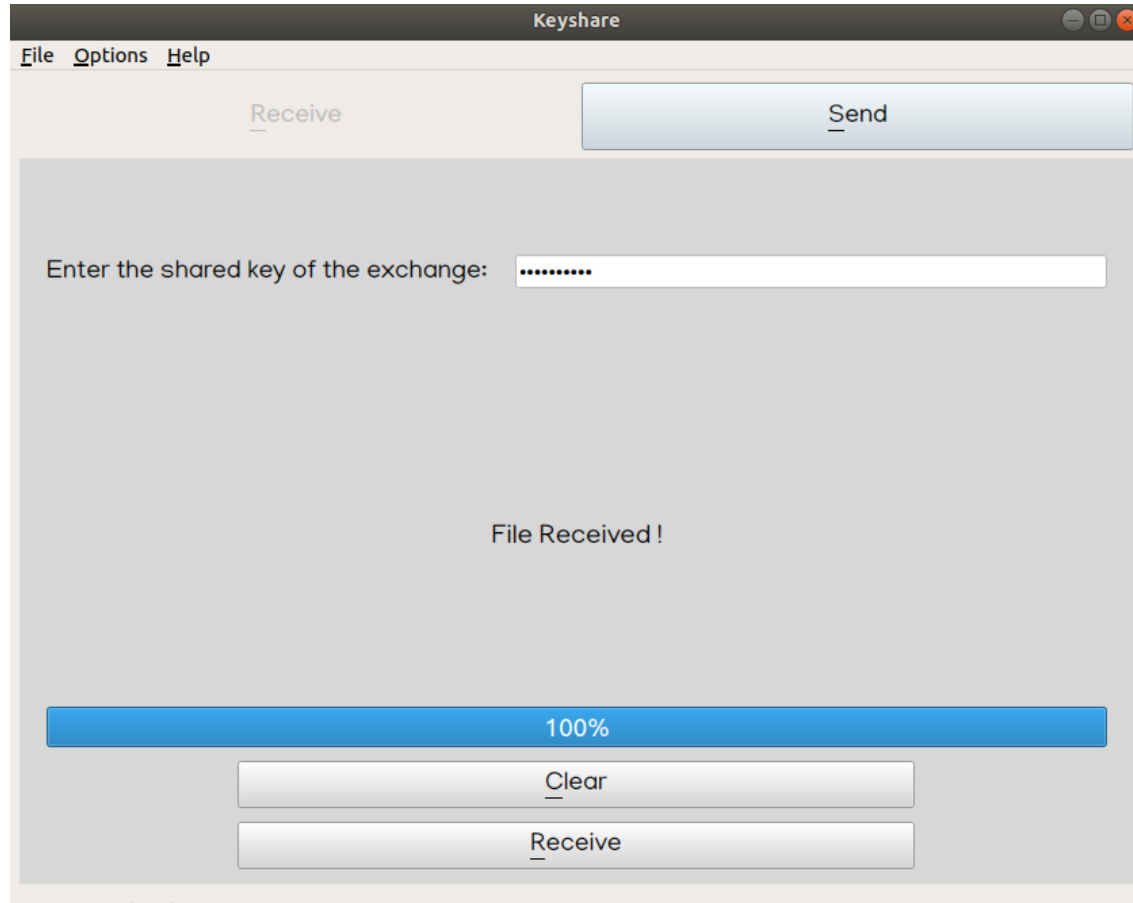 Keyshare
File Options Help
Receive Send
Enter the shared key of the exchange: ••••••••••
File Received !
100%
Clear
Receive